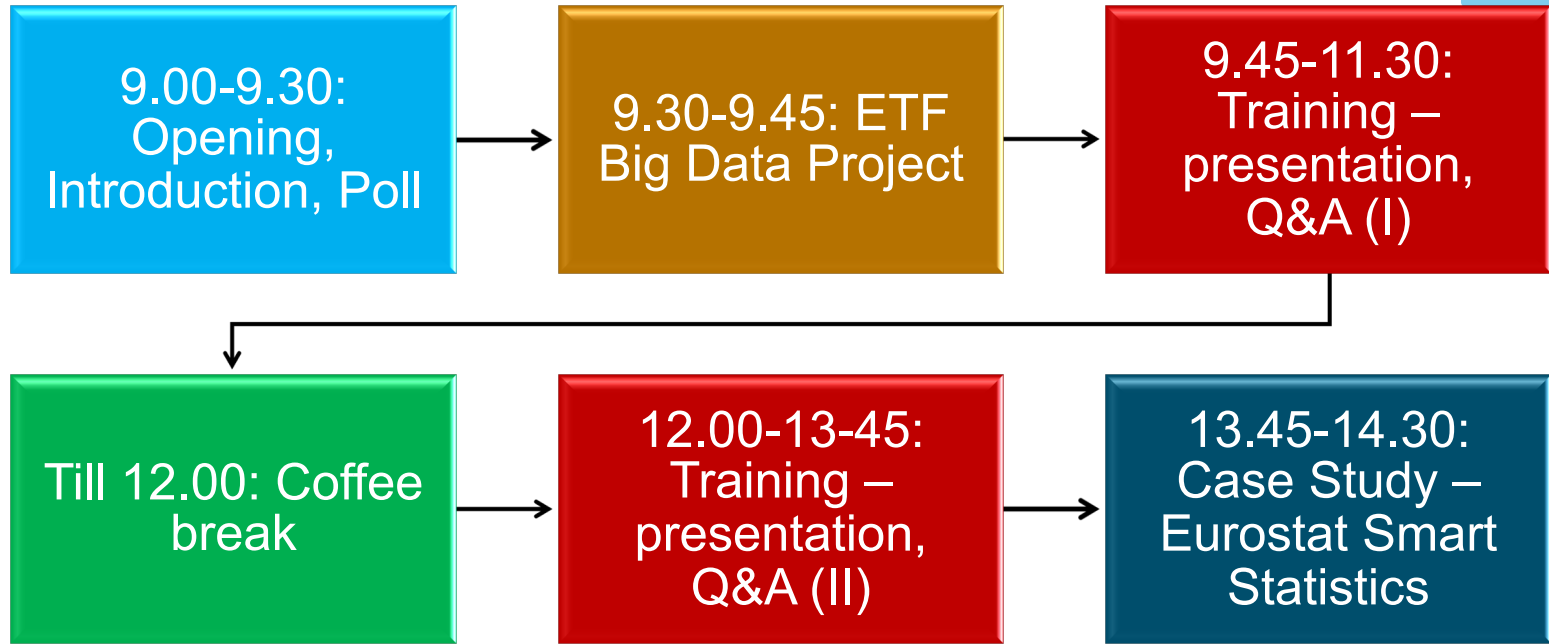 9.00-9.30:
Opening,
Introduction, Poll
9.30-9.45: ETF
Big Data Project
9.45-11.30:
Training –
presentation,
Q&A (I)
Till 12.00: Coffee
break
12.00-13-45:
Training –
presentation,
Q&A (II)
13.45-14.30:
Case Study –
Eurostat Smart
Statistics